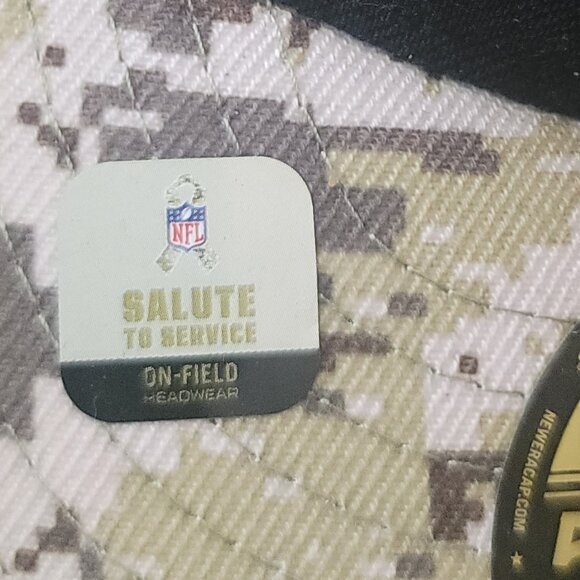 NFL
SALUTE
TO SERVICE
ON-FIELD
HEADWEAR
NEWERACAP.COM